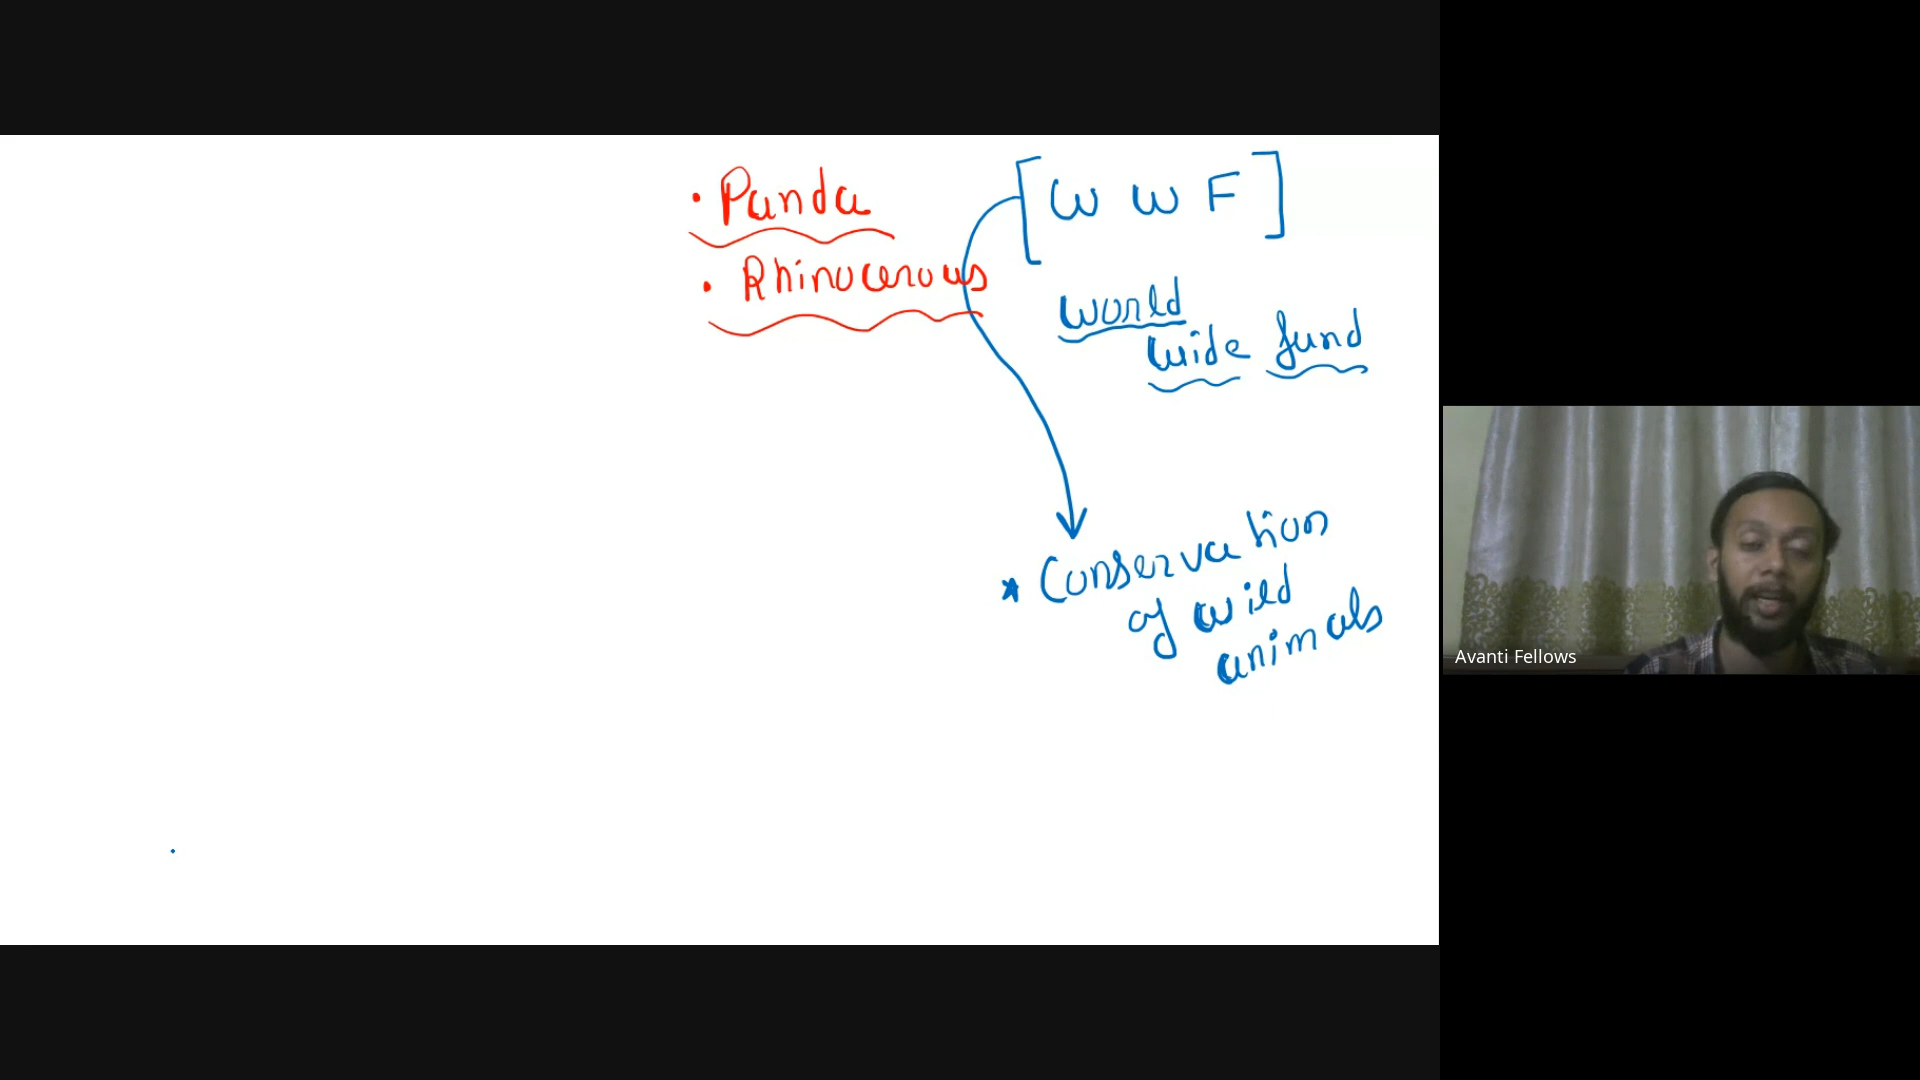 • Panda
• Rhinocerous
[W W F]
world
wide fund
* Conservation
of wild
animals
Avanti Fellows